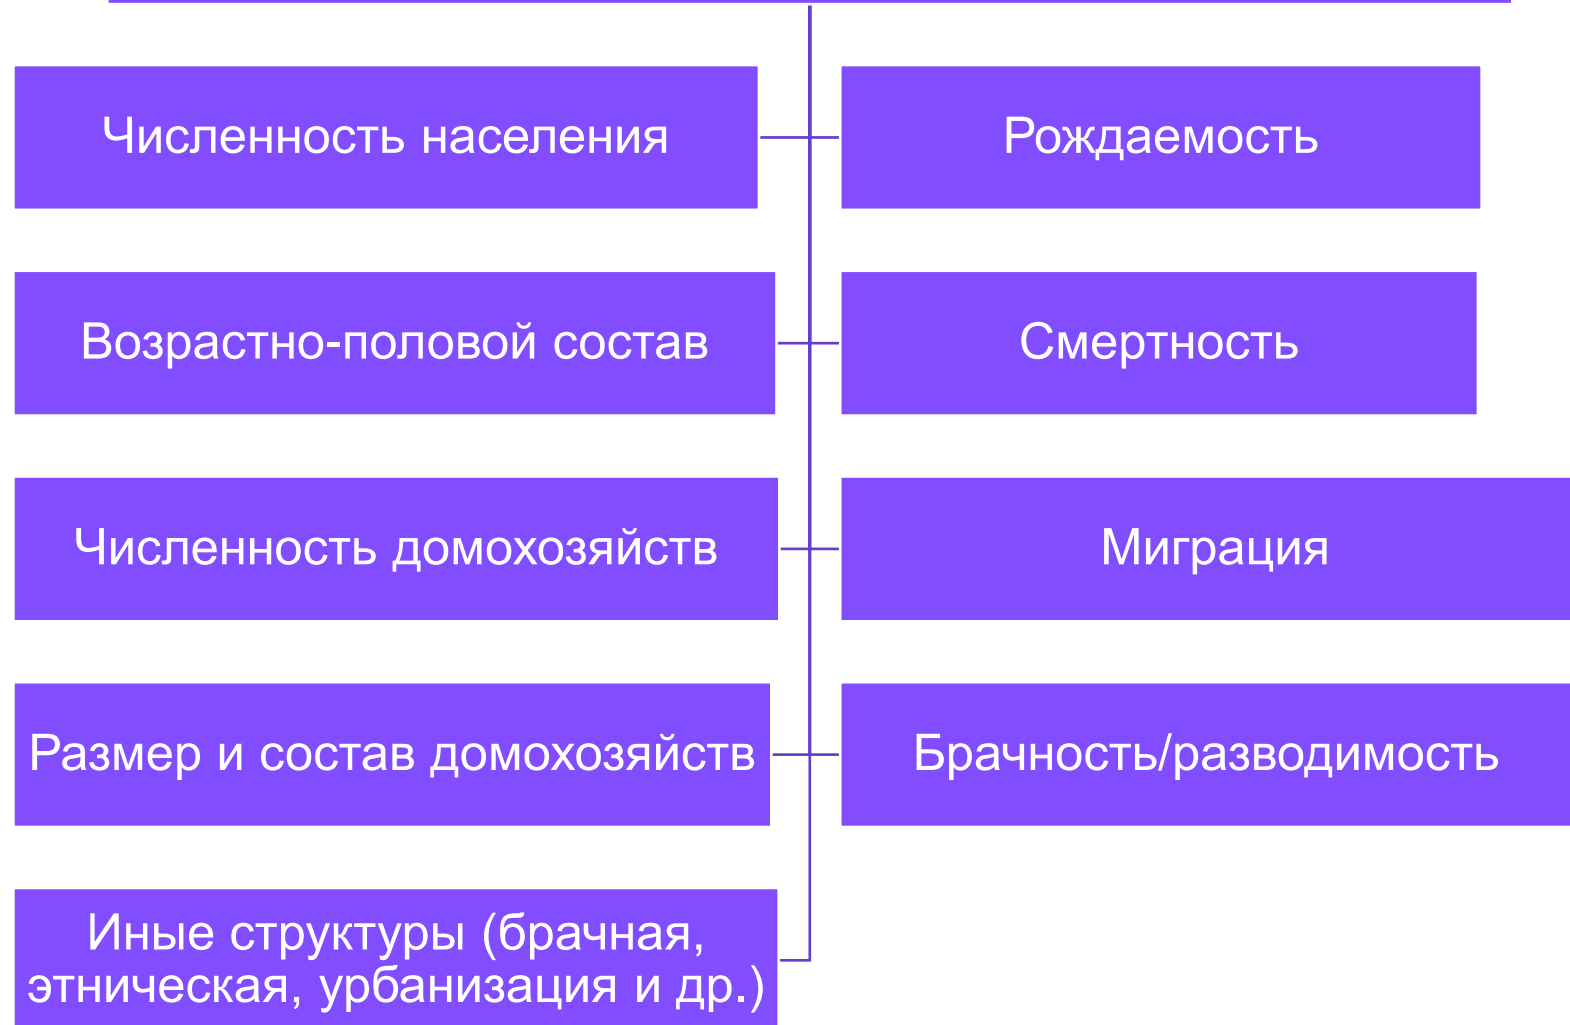 Численность населения
Рождаемость
Возрастно-половой состав
Смертность
Численность домохозяйств
Миграция
Размер и состав домохозяйств
Брачность/разводимость
Иные структуры (брачная,
этническая, урбанизация и др.)